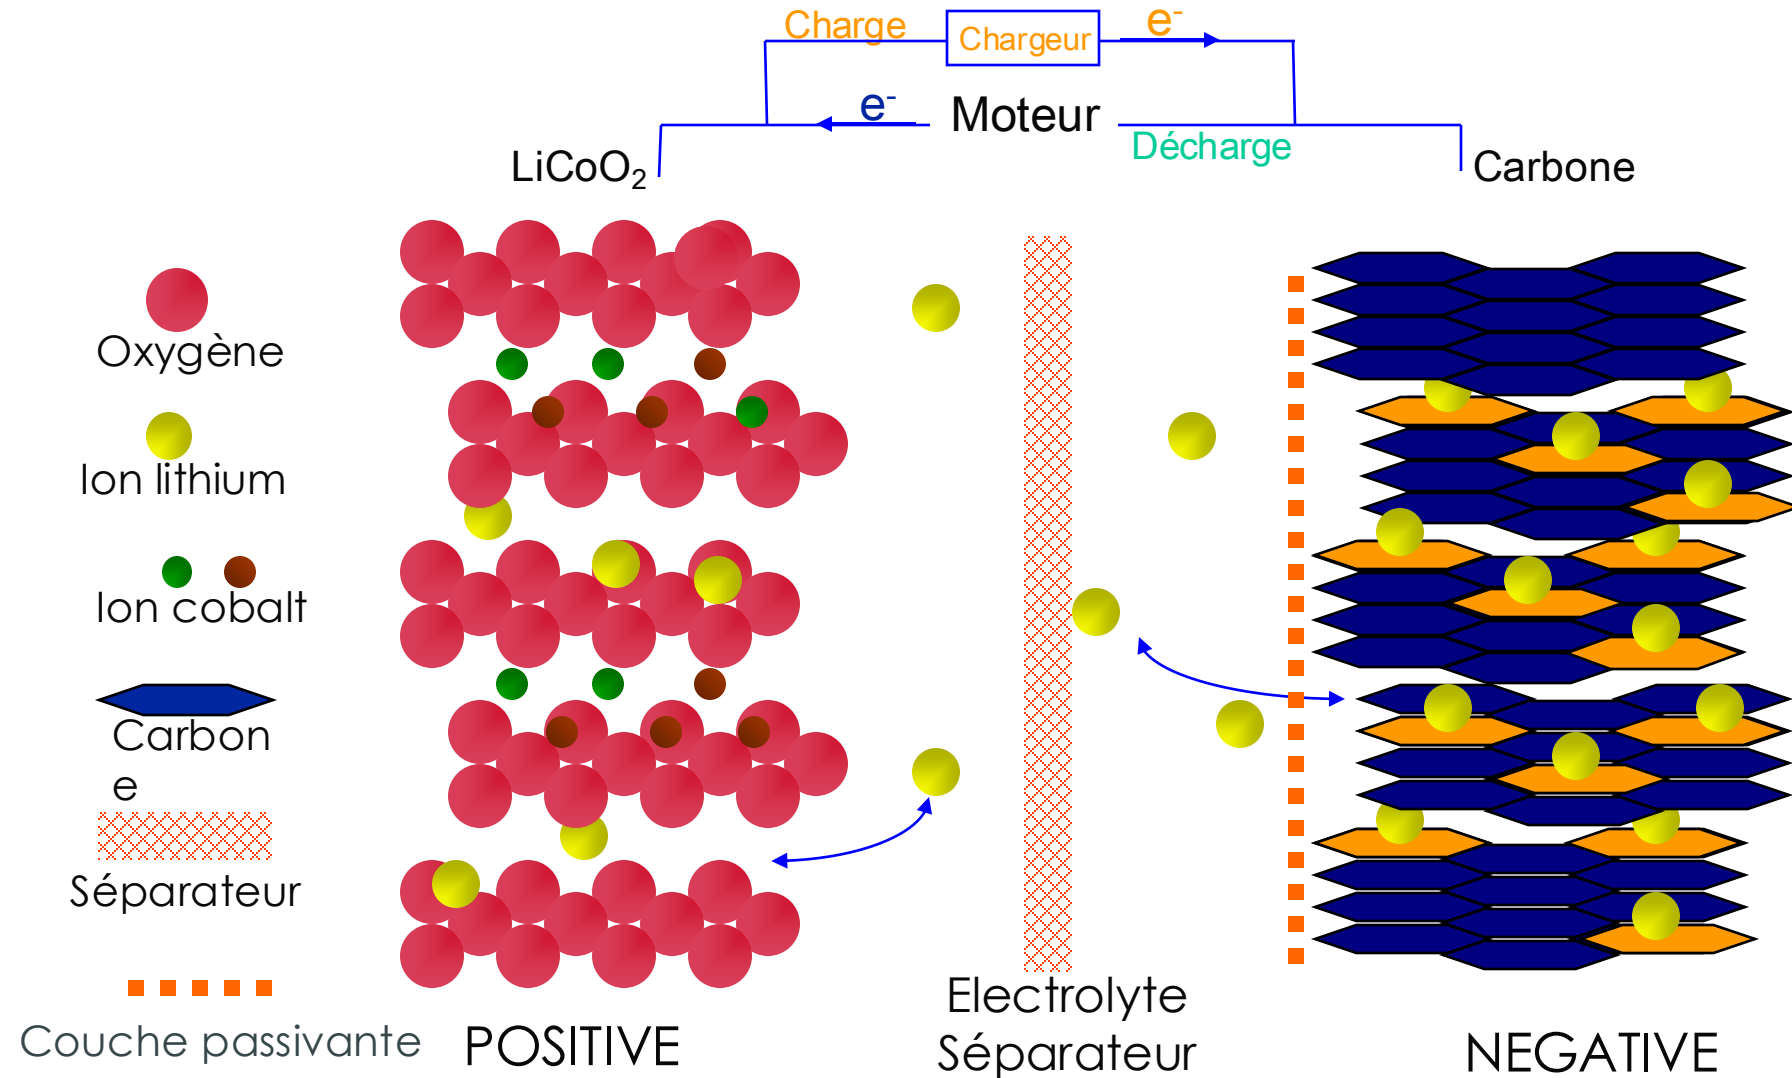 Charge
Chargeur
e-
e-
Moteur
Décharge
LiCoO2
Carbone
Oxygène
Ion lithium
Ion cobalt
Carbon
e
Séparateur
Couche passivante
POSITIVE
Electrolyte
Séparateur
NEGATIVE